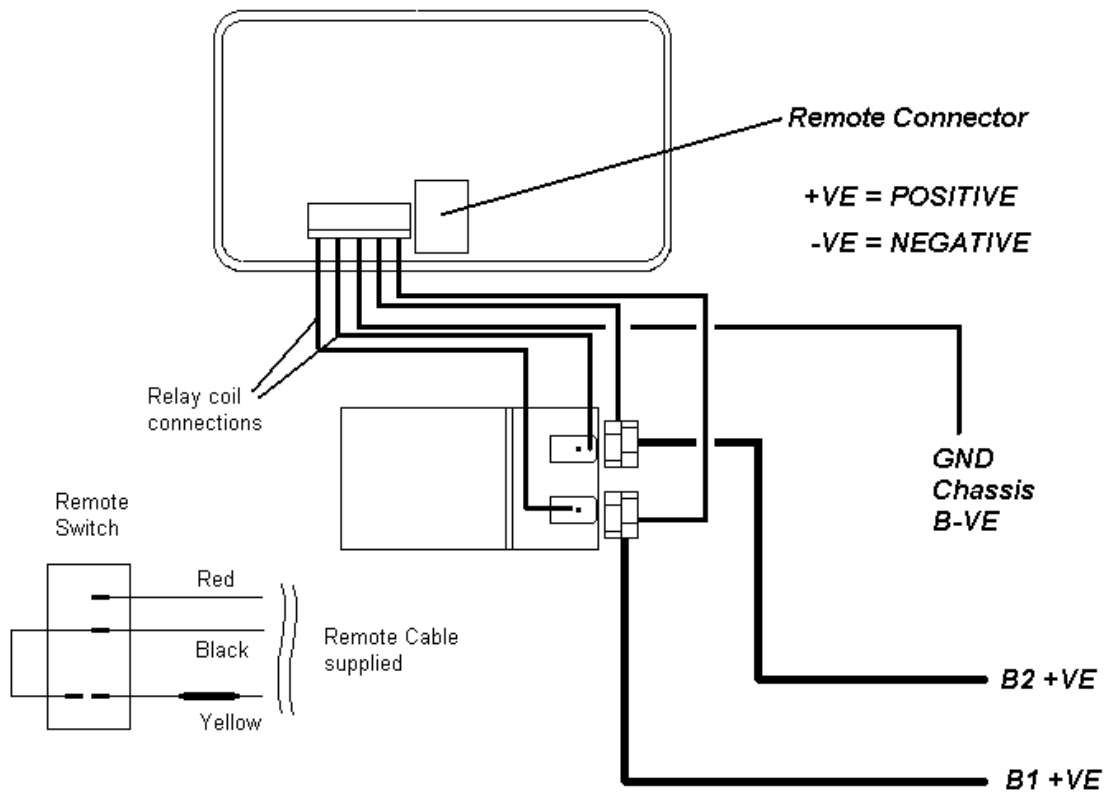 Remote Connector
+VE = POSITIVE
-VE = NEGATIVE
Relay coil
connections
GND
Chassis
B-VE
Remote
Switch
Red
Black
Yellow
Remote Cable
supplied
B2 +VE
B1 +VE